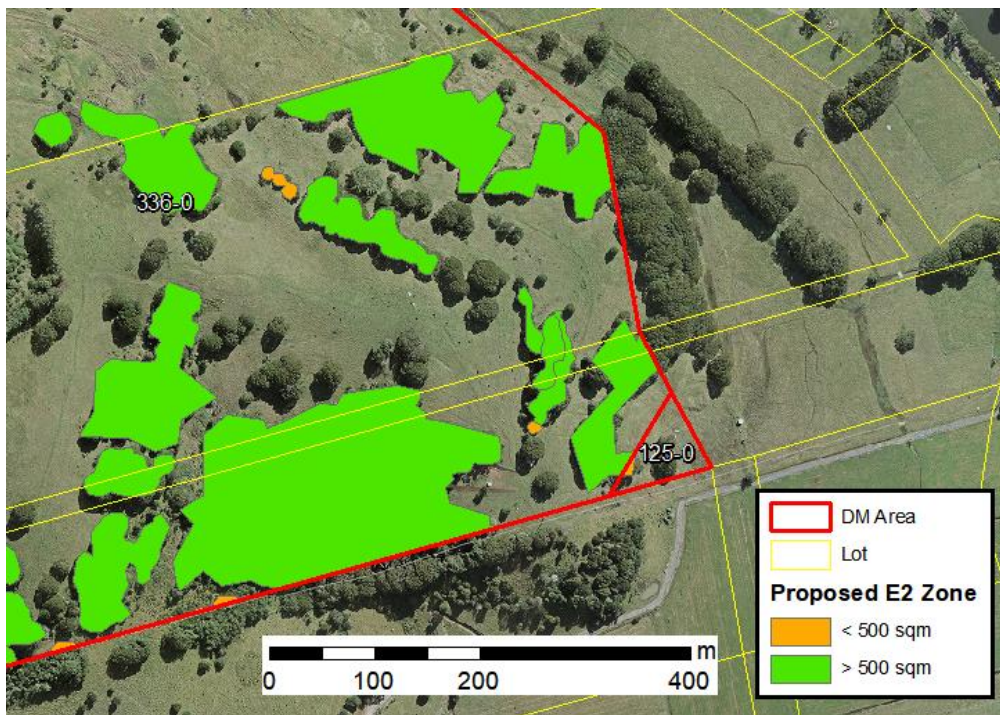 336-0
125-0
DM Area
Lot
Proposed E2 Zone
< 500 sqm
> 500 sqm
m
0 100 200 400